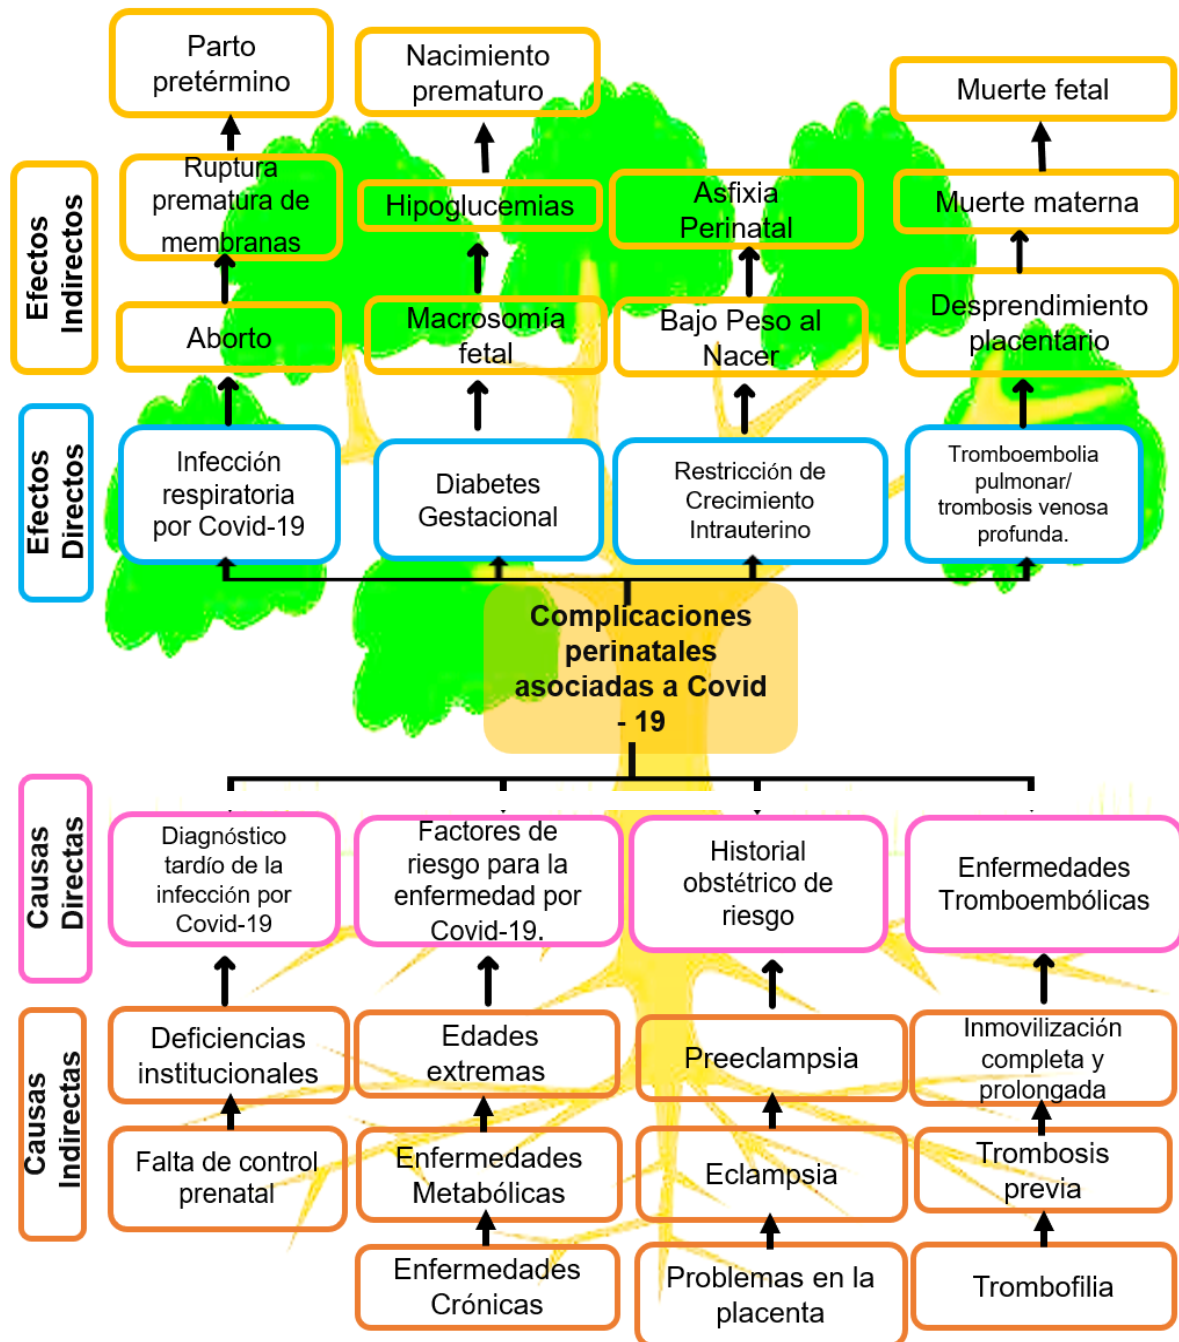 Parto
pretérmino
Nacimiento
prematuro
Muerte fetal
Efectos
Indirectos
Ruptura
prematura de
membranas
Hipoglucemias
Asfixia
Perinatal
Muerte materna
Aborto
Macrosomía
fetal
Bajo Peso al
Nacer
Desprendimiento
placentario
Efectos
Directos
Infección
respiratoria
por Covid-19
Diabetes
Gestacional
Restricción de
Crecimiento
Intrauterino
Tromboembolia
pulmonar/
trombosis venosa
profunda.
Complicaciones
perinatales
asociadas a Covid
- 19
Causas
Directas
Diagnóstico
tardío de la
infección por
Covid-19
Factores de
riesgo para la
enfermedad por
Covid-19.
Historial
obstétrico de
riesgo
Enfermedades
Tromboembólicas
Causas
Indirectas
Deficiencias
institucionales
Edades
extremas
Preeclampsia
Inmovilización
completa y
prolongada
Falta de control
prenatal
Enfermedades
Metabólicas
Eclampsia
Trombosis
previa
Enfermedades
Crónicas
Problemas en la
placenta
Trombofilia